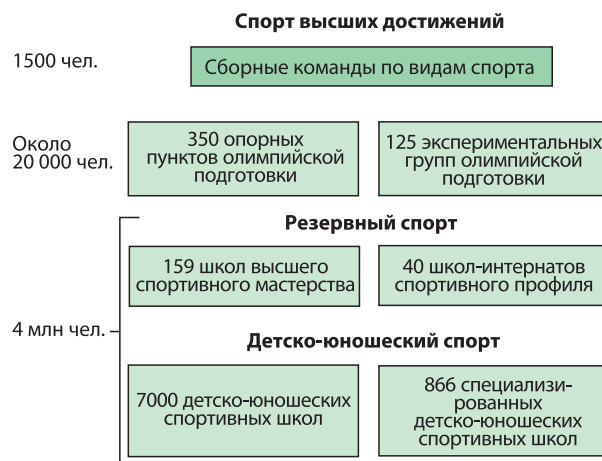 Спорт высших достижений
1500 чел.
Сборные команды по видам спорта
Около
20 000 чел.
350 опорных
пунктов олимпийской
подготовки
125 экспериментальных
групп олимпийской
подготовки
Резервный спорт
159 школ высшего
спортивного мастерства
40 школ-интернатов
спортивного профиля
4 млн чел.
Детско-юношеский спорт
7000 детско-юношеских
спортивных школ
866 специализи-
рованных
детско-юношеских
спортивных школ